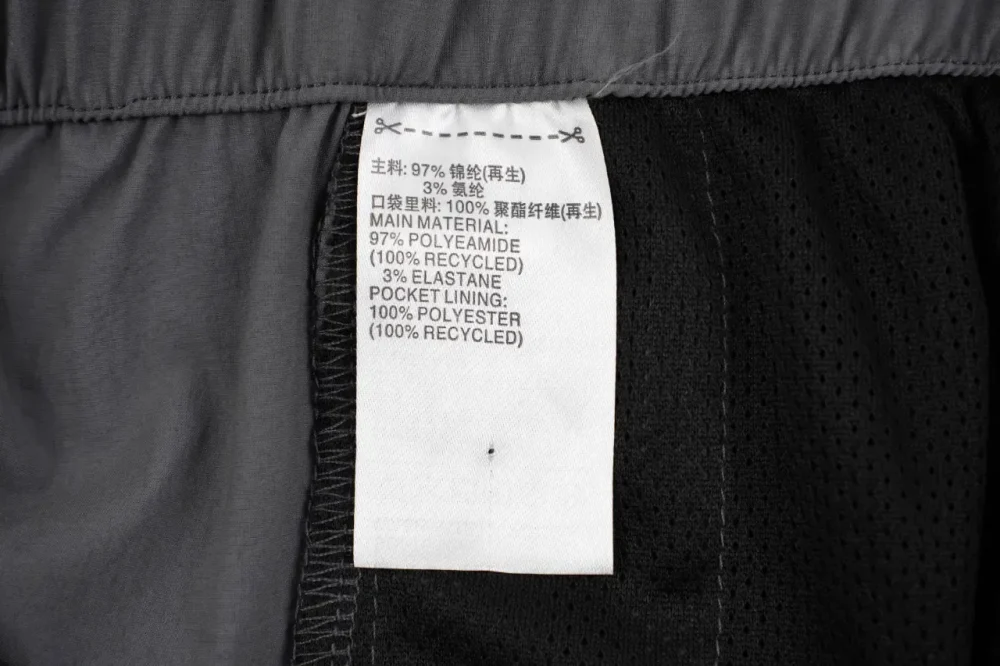 主料: 97% 锦纶(再生)
3% 氨纶
口袋里料: 100% 聚酯纤维(再生)
MAIN MATERIAL:
97% POLYEAMIDE
(100% RECYCLED)
3% ELASTANE
POCKET LINING:
100% POLYESTER
(100% RECYCLED)